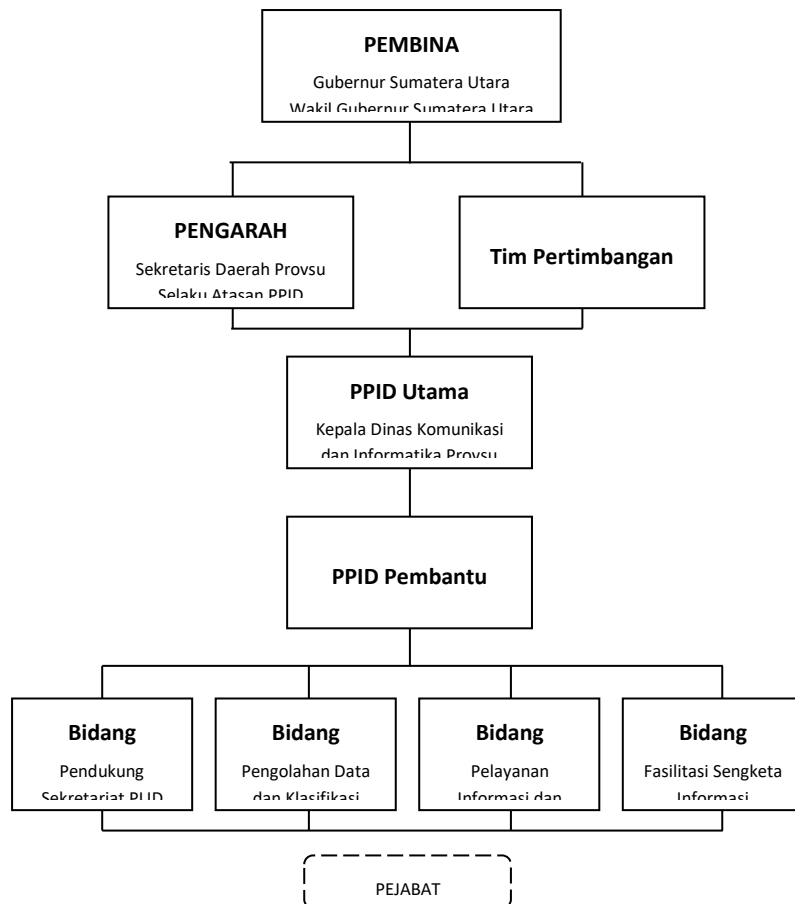 PEMBINA
Gubernur Sumatera Utara
Wakil Gubernur Sumatera Utara
PENGARAH
Sekretaris Daerah Provsu
Selaku Atasan PPID
Tim Pertimbangan
PPID Utama
Kepala Dinas Komunikasi
dan Informatika Provsu
PPID Pembantu
Bidang
Pendukung
Sekretariat PLID
Bidang
Pengolahan Data
dan Klasifikasi
Bidang
Pelayanan
Informasi dan
Bidang
Fasilitasi Sengketa
Informasi
PEJABAT